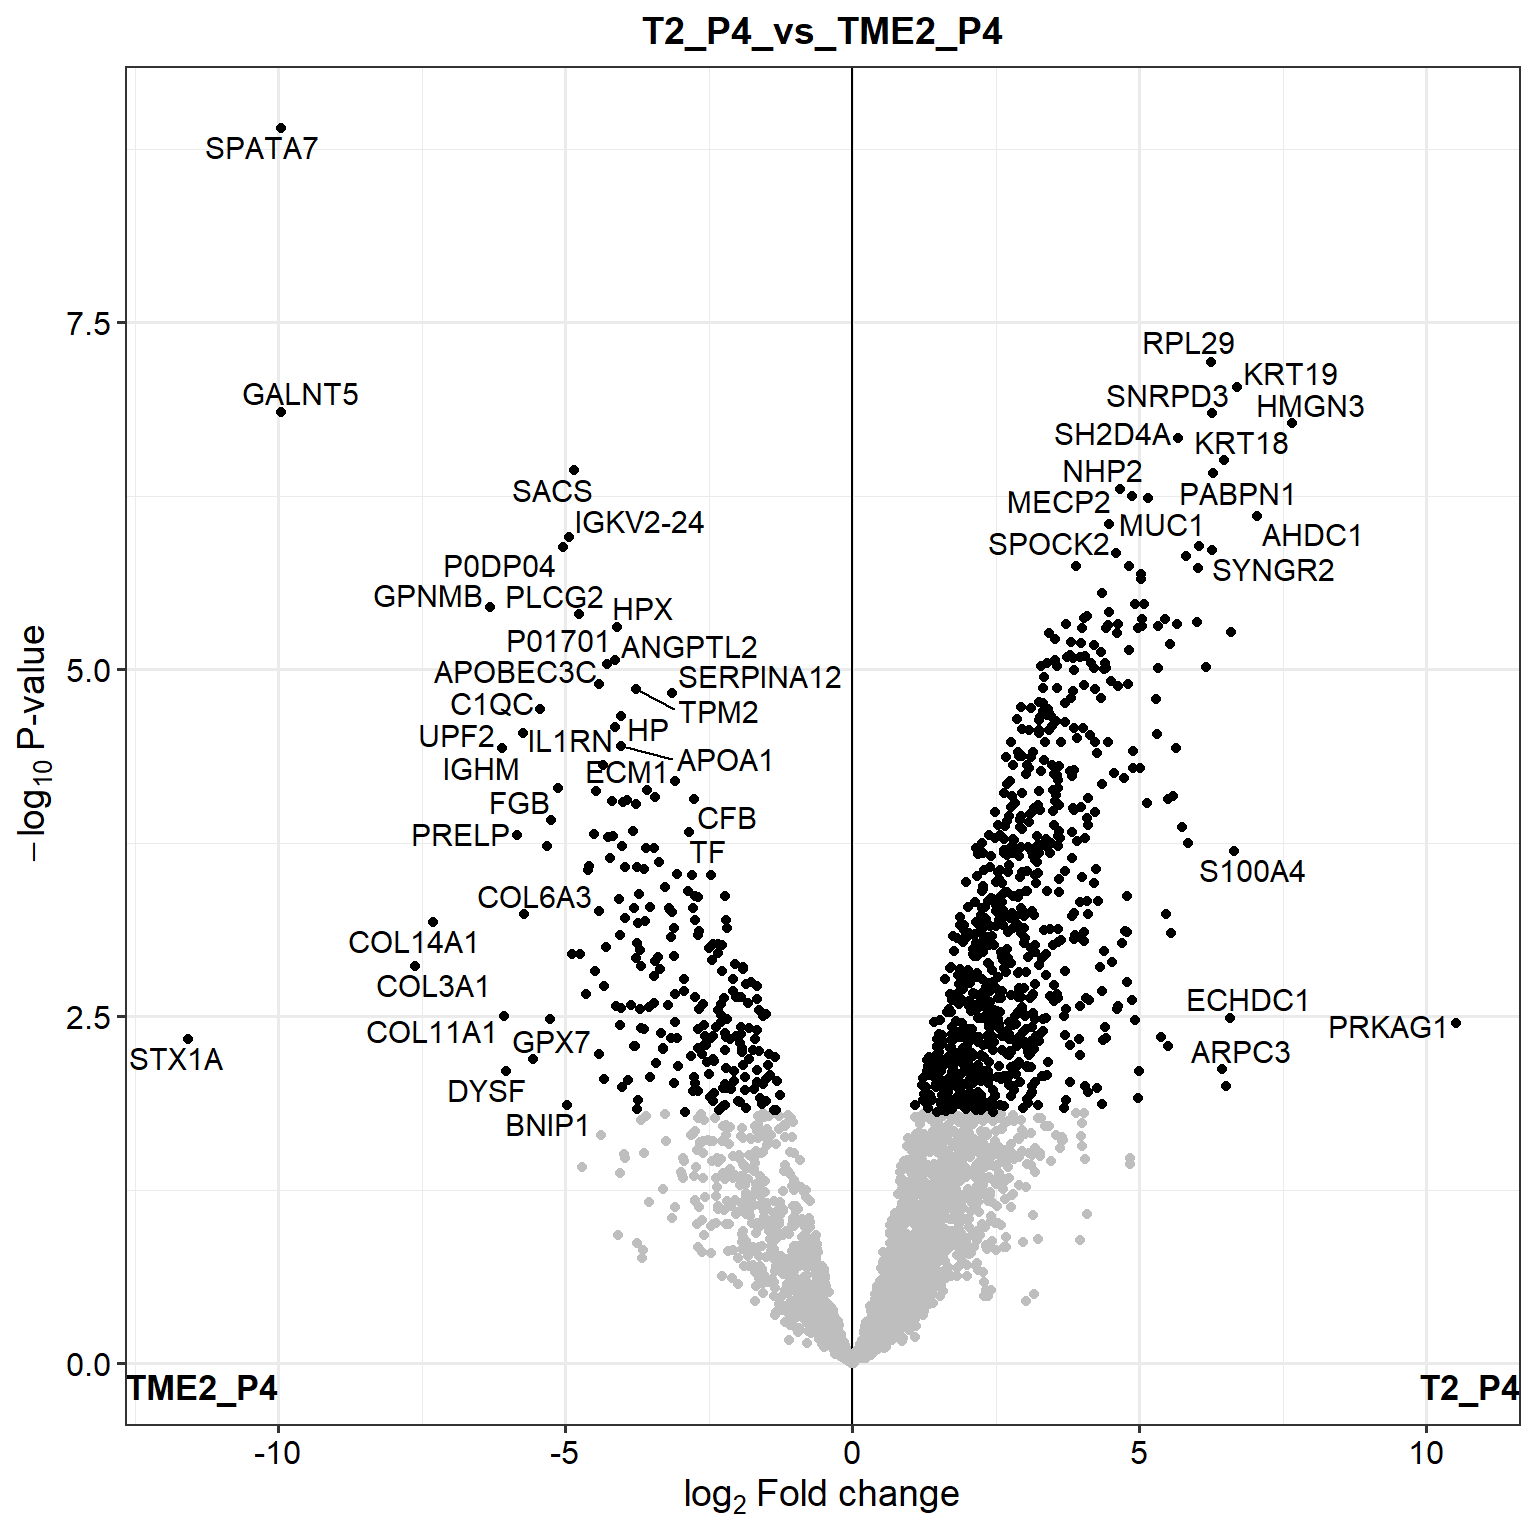 T2_P4_vs_TME2_P4
SPATA7
7.5
RPL29
KRT19
GALNT5
SNRPD3
HMGN3
SH2D4A
KRT18
NHP2
SACS
PABPN1
MECP2
IGKV2-24
MUC1
AHDC1
SPOCK2
P0DP04
SYNGR2
GPNMB
PLCG2
HPX
P01701
ANGPTL2
5.0
APOBEC3C
SERPINA12
C1QC
TPM2
UPF2
IL1RN
HP
APOA1
IGHM
ECM1
FGB
CFB
PRELP
TF
S100A4
COL6A3
COL14A1
COL3A1
ECHDC1
2.5
PRKAG1
COL11A1
GPX7
ARPC3
STX1A
DYSF
BNIP1
0.0
TME2_P4
T2_P4
-10
-5
0
5
10
log2 Fold change
−log10 P-value